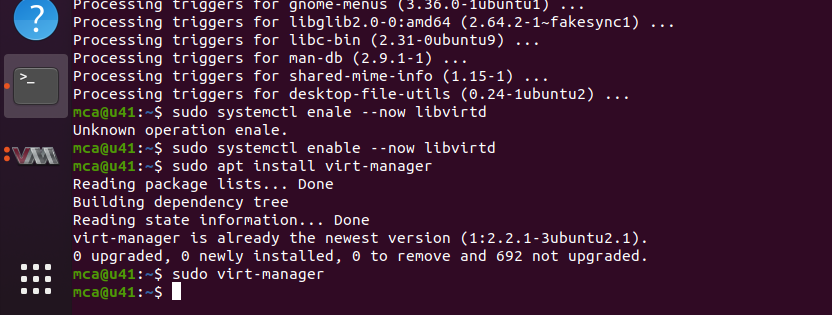 Processing triggers for gnome-menus (3.36.0-1ubuntu1) ...
Processing triggers for libglib2.0-0:amd64 (2.64.2-1~fakesync1) ...
Processing triggers for libc-bin (2.31-0ubuntu9) ...
Processing triggers for man-db (2.9.1-1) ...
Processing triggers for shared-mime-info (1.15-1) ...
Processing triggers for desktop-file-utils (0.24-1ubuntu2) ...
mca@u41:~$ sudo systemctl enale --now libvirtd
Unknown operation enale.
mca@u41:~$ sudo systemctl enable --now libvirtd
mca@u41:~$ sudo apt install virt-manager
Reading package lists... Done
Building dependency tree
Reading state information... Done
virt-manager is already the newest version (1:2.2.1-3ubuntu2.1).
0 upgraded, 0 newly installed, 0 to remove and 692 not upgraded.
mca@u41:~$ sudo virt-manager
mca@u41:~$
?
>_
VM